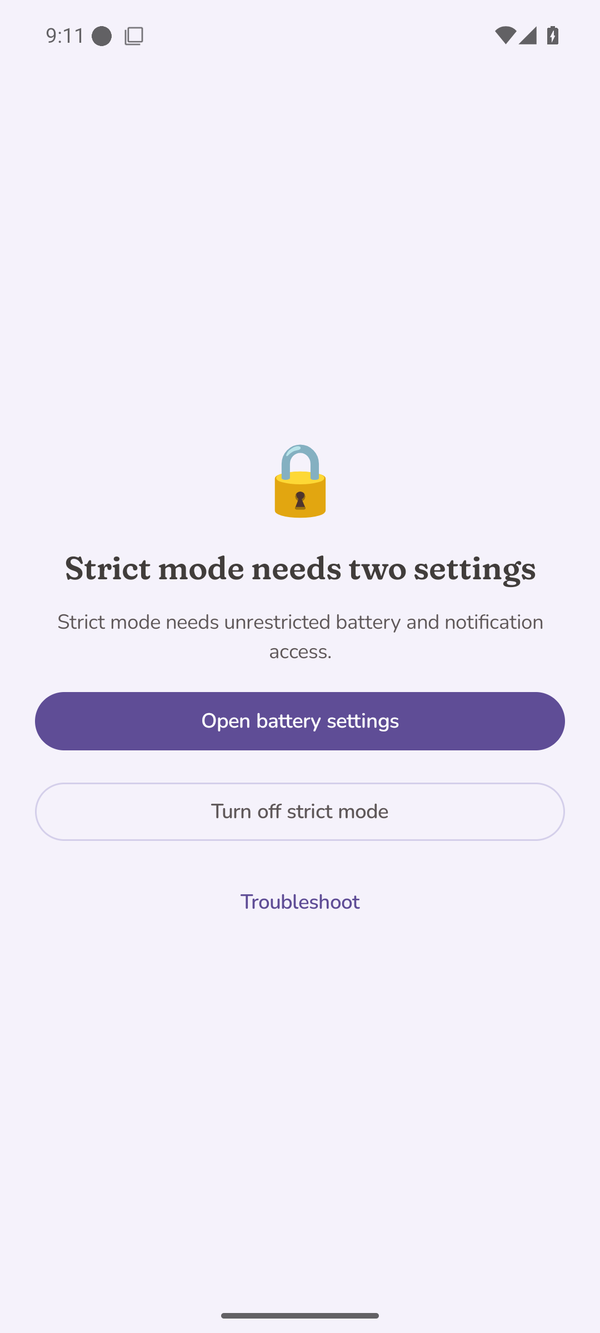 9:11
Strict mode needs two settings
Strict mode needs unrestricted battery and notification
access.
Open battery settings
Turn off strict mode
Troubleshoot